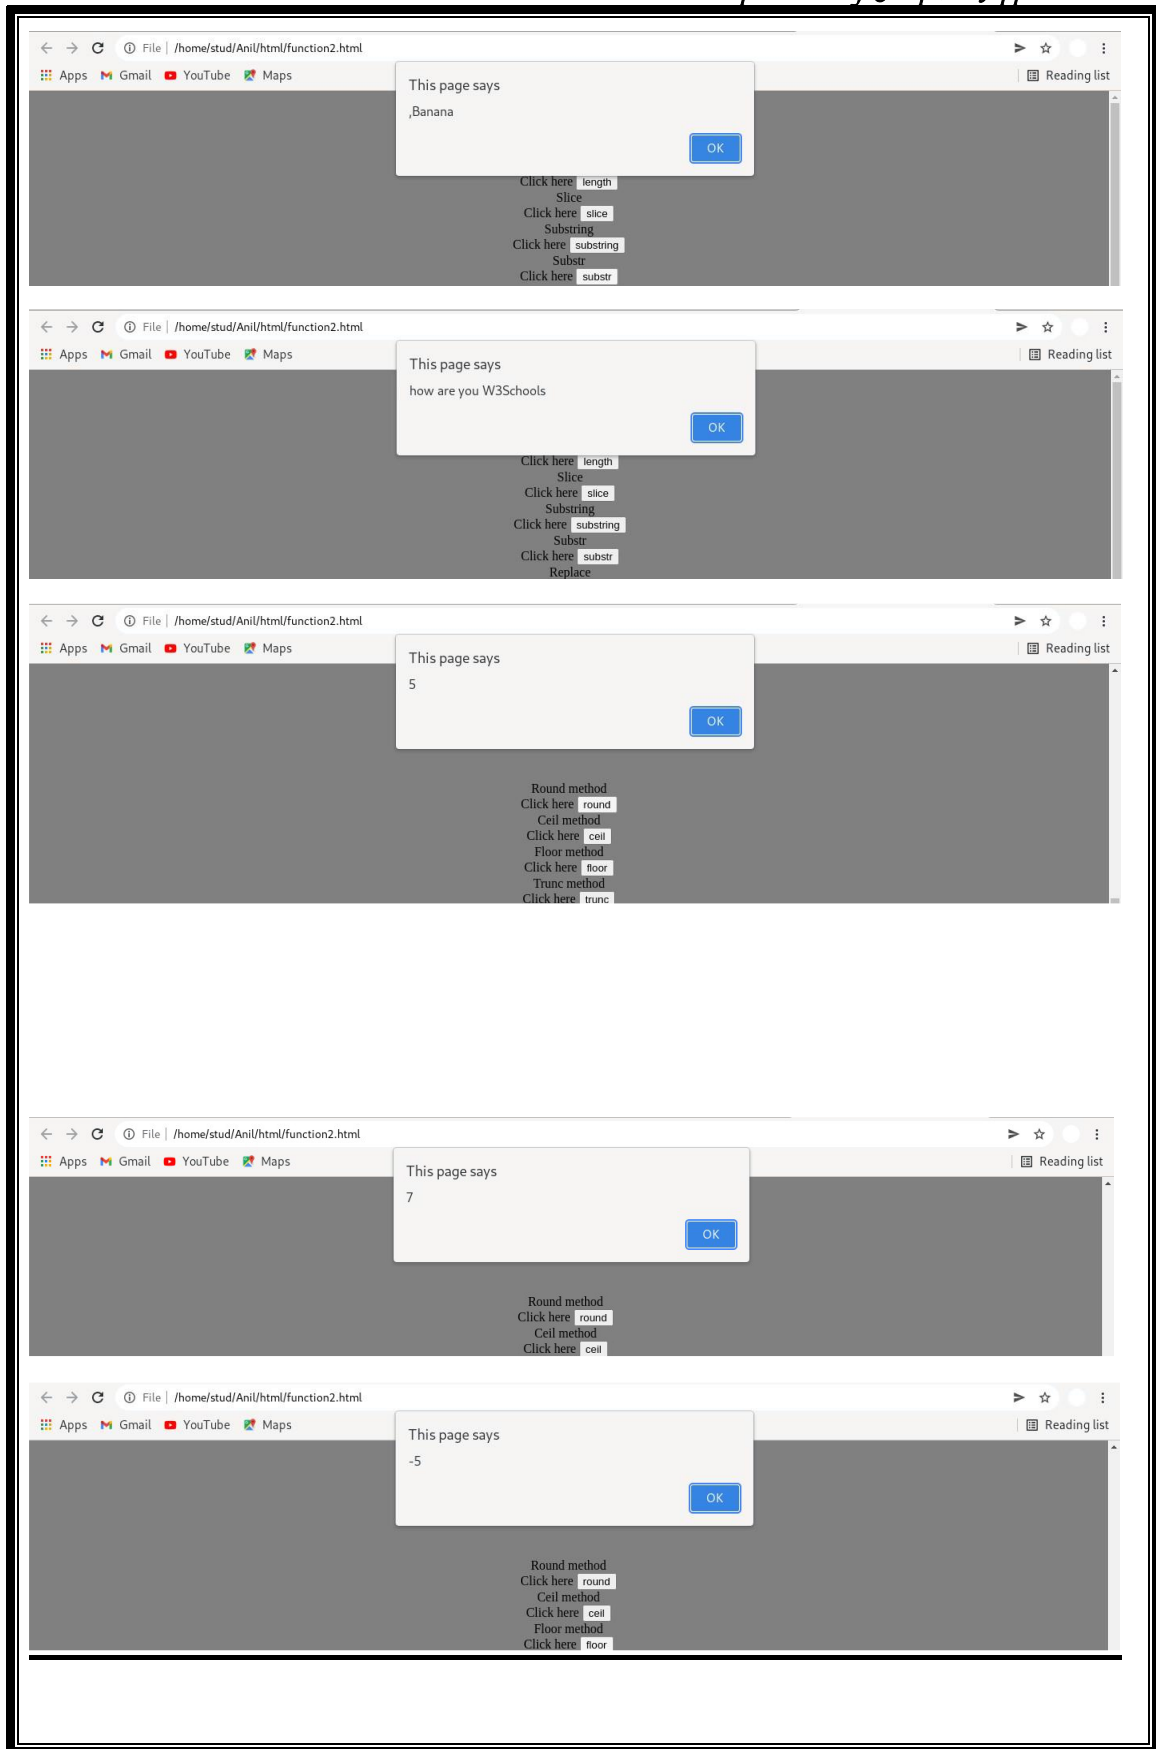 File | /home/stud/Anil/html/function2.html
Apps Gmail YouTube Maps Reading list
This page says
,Banana
OK
Click here length
Slice
Click here slice
Substring
Click here substring
Substr
Click here substr
File | /home/stud/Anil/html/function2.html
Apps Gmail YouTube Maps Reading list
This page says
how are you W3Schools
OK
Click here length
Slice
Click here slice
Substring
Click here substring
Substr
Click here substr
Replace
File | /home/stud/Anil/html/function2.html
Apps Gmail YouTube Maps Reading list
This page says
5
OK
Round method
Click here round
Ceil method
Click here ceil
Floor method
Click here floor
Trunc method
Click here trunc
File | /home/stud/Anil/html/function2.html
Apps Gmail YouTube Maps Reading list
This page says
7
OK
Round method
Click here round
Ceil method
Click here ceil
File | /home/stud/Anil/html/function2.html
Apps Gmail YouTube Maps Reading list
This page says
-5
OK
Round method
Click here round
Ceil method
Click here ceil
Floor method
Click here floor